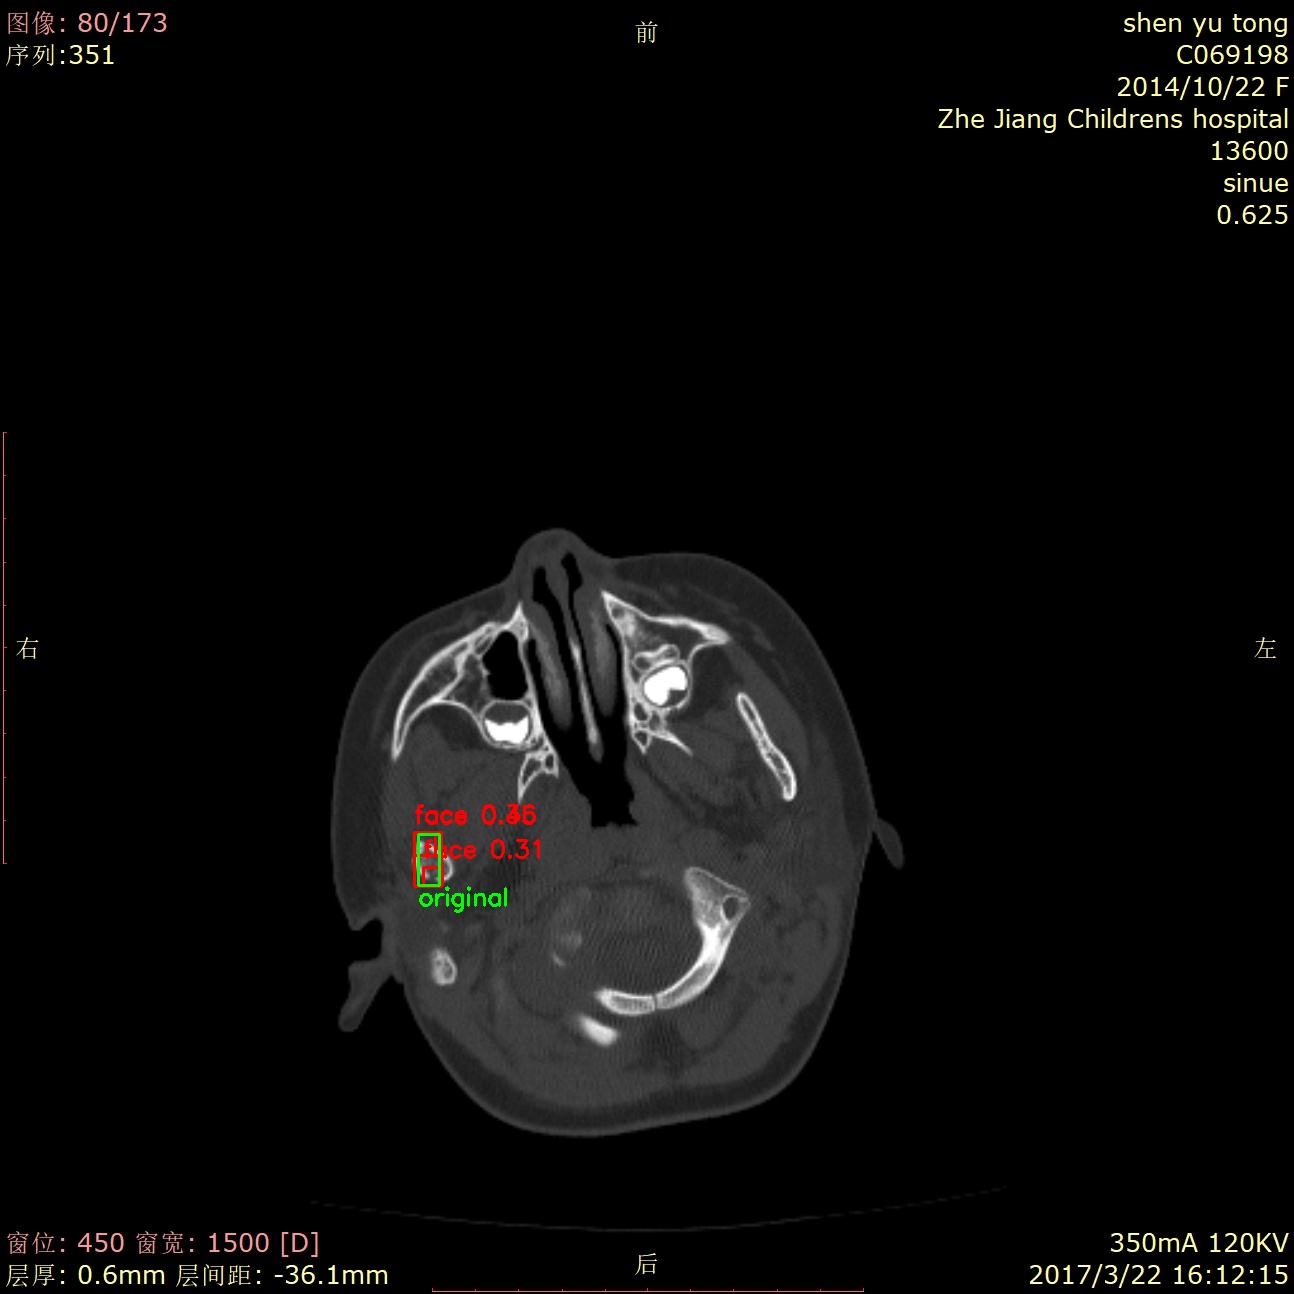 图像: 80/173
序列:351
前
shen yu tong
C069198
2014/10/22 F
Zhe Jiang Childrens hospital
13600
sinue
0.625
右
左
face
face 0.31
original
窗位: 450 窗宽: 1500 [D]
层厚: 0.6mm 层间距: -36.1mm
后
350mA 120KV
2017/3/22 16:12:15